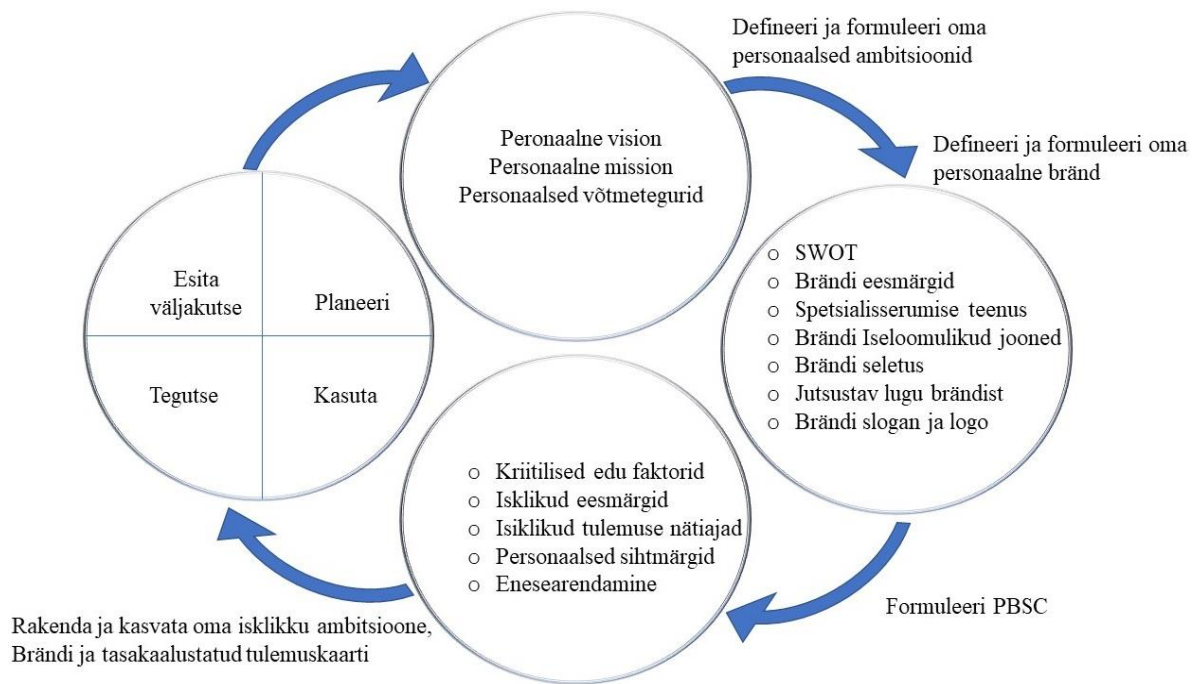 Defineeri ja formuleeri oma
personaalsed ambitsioonid
Peronaalne vision
Personaalne mission
Personaalsed võtmetegurid
Defineeri ja formuleeri oma
personaalne bränd
SWOT
Brändi eesmärgid
Spetsialisserumise teenus
Brändi Iseloomulikud jooned
Brändi seletus
Jutsustav lugu brändist
Brändi slogan ja logo
Formuleeri PBSC
Kriitilised edu faktorid
Isklikud eesmärgid
Isiklikud tulemuse nätiajad
Personaalsed sihtmärgid
Enesearendamine
Rakenda ja kasvata oma isklikku ambitsioone,
Brändi ja tasakaalustatud tulemuskaarti
Esita
väljakutse
Planeeri
Tegutse
Kasuta